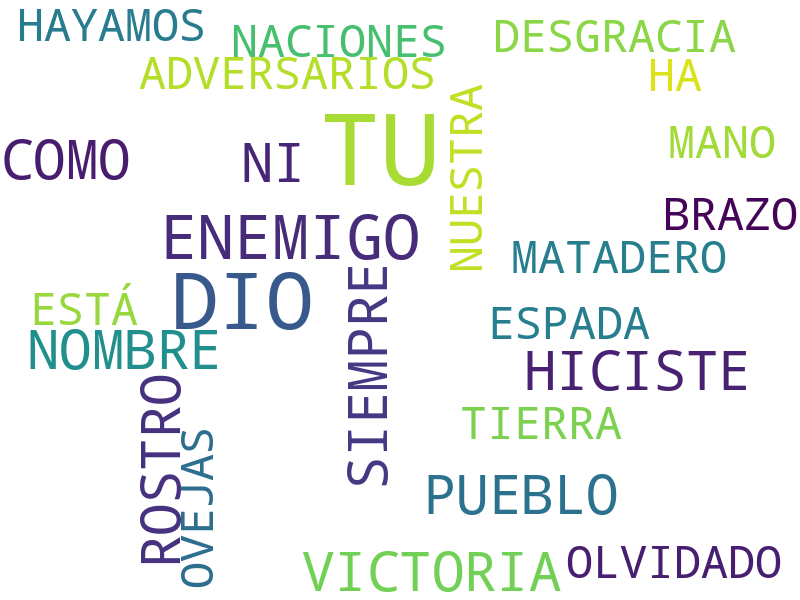 HAYAMOS
NACIONES
DESGRACIA
ADVERSARIOS
HA
COMO
NI
TU
NUESTRA
MANO
ENEMIGO
BRAZO
MATADERO
DIO
ESTÁ
SIEMPRE
ESPADA
NOMBRE
HICISTE
ROSTRO
TIERRA
OVEJAS
PUEBLO
VICTORIA
OLVIDADO